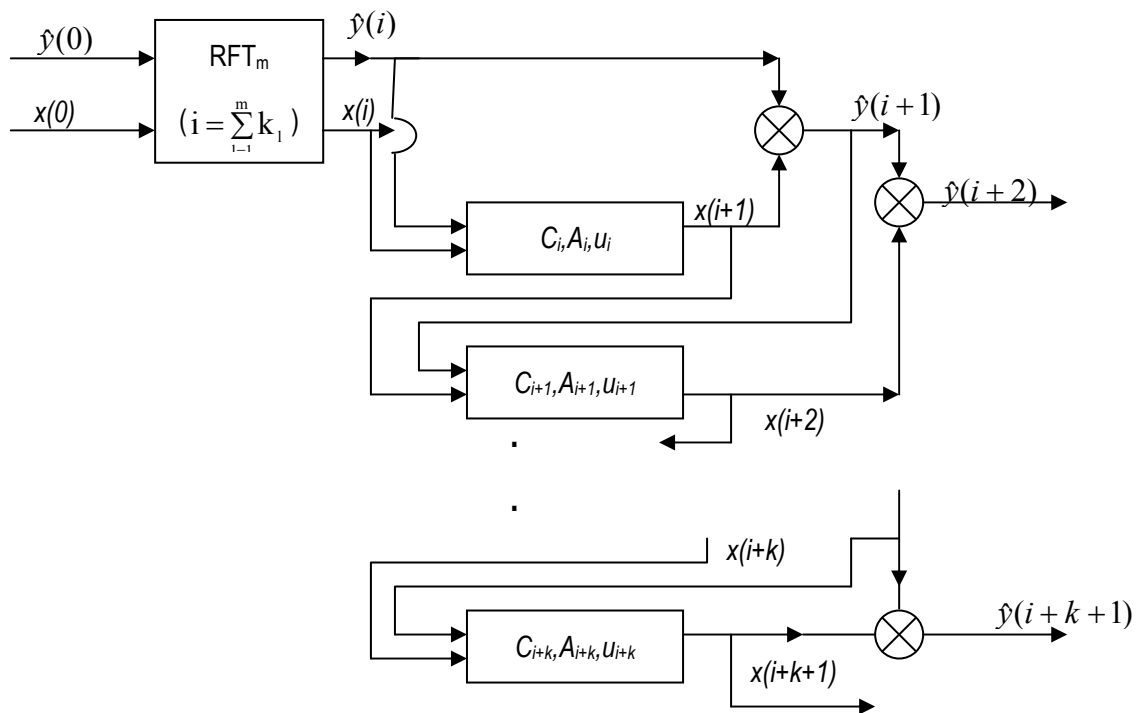 ŷ(0)
RFTₘ
ŷ(i)
x(0)
( i = ∑ₗ₋₁ᵐ kₗ )
x(i)
ŷ(i + 1)
x(i+1)
ŷ(i + 2)
Cᵢ,Aᵢ,uᵢ
Cᵢ₊₁,Aᵢ₊₁,uᵢ₊₁
x(i+2)
.
.
x(i+k)
Cᵢ₊ₖ,Aᵢ₊ₖ,uᵢ₊ₖ
ŷ(i + k + 1)
x(i+k+1)